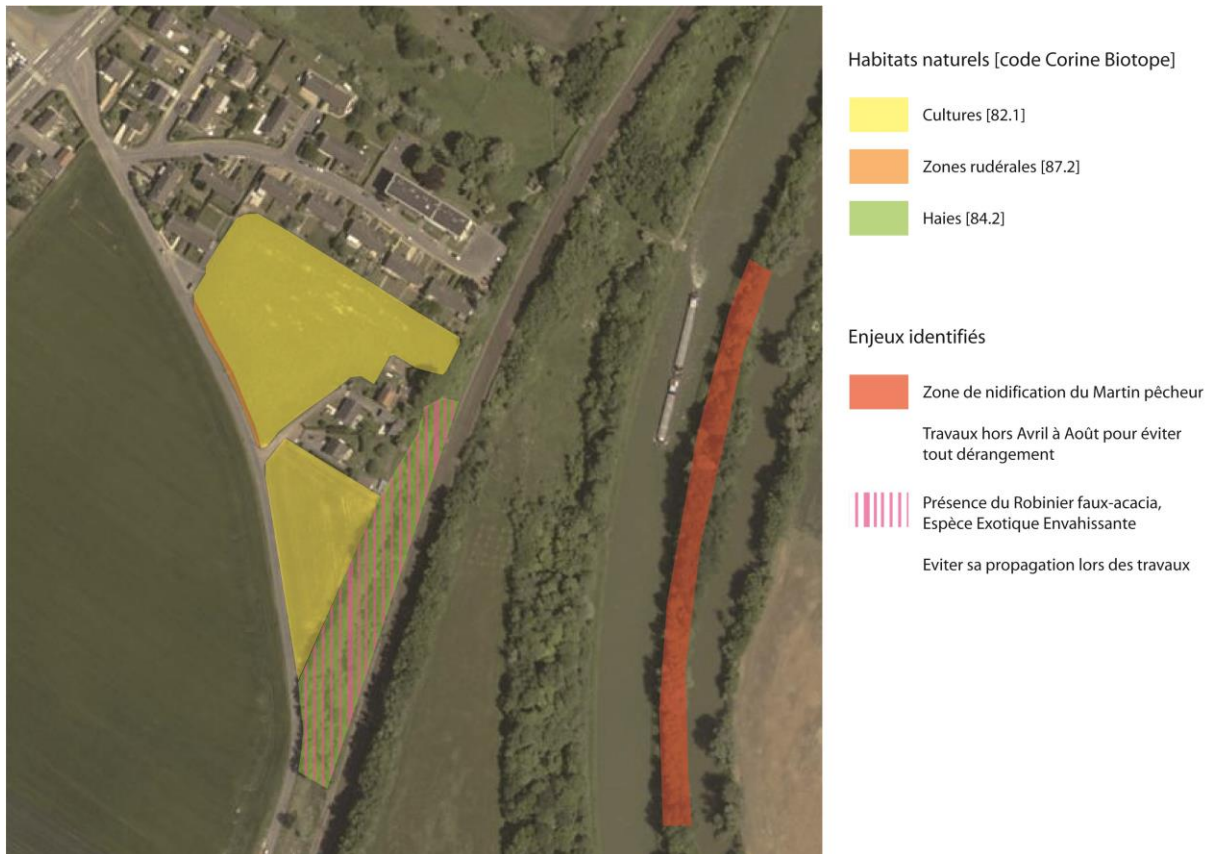 Habitats naturels [code Corine Biotope]
Cultures [82.1]
Zones rudérales [87.2]
Haies [84.2]
Enjeux identifiés
Zone de nidification du Martin pêcheur
Travaux hors Avril à Août pour éviter
tout dérangement
Présence du Robinier faux-acacia,
Espèce Exotique Envahissante
Eviter sa propagation lors des travaux